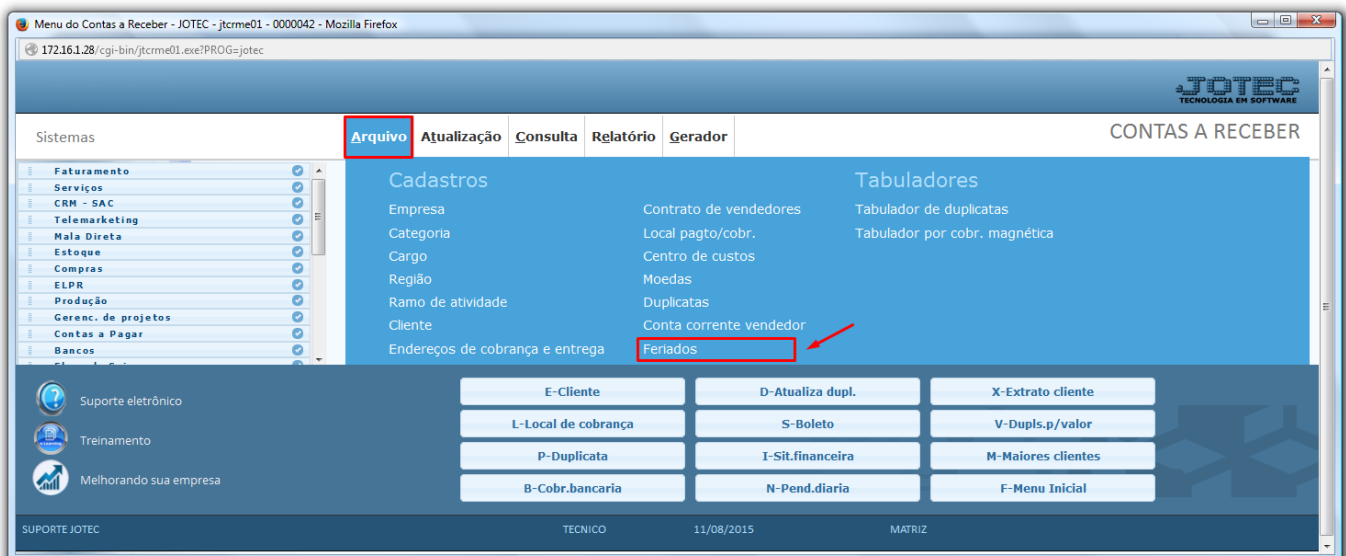 Menu do Contas a Receber - JOTEC - jtcrme01 - 0000042 - Mozilla Firefox
172.16.1.28/cgi-bin/jtcrme01.exe?PROG=jotec
JOTEC
TECNOLOGIA EM SOFTWARE
Sistemas
Arquivo Atualização Consulta Relatório Gerador
CONTAS A RECEBER
Faturamento
Serviços
CRM - SAC
Telemarketing
Mala Direta
Estoque
Compras
ELPR
Produção
Gerenc. de projetos
Contas a Pagar
Bancos
Cadastros
Empresa
Categoria
Cargo
Região
Ramo de atividade
Cliente
Endereços de cobrança e entrega
Contrato de vendedores
Local pagto/cobr.
Centro de custos
Moedas
Duplicatas
Conta corrente vendedor
Feriados
Tabuladores
Tabulador de duplicatas
Tabulador por cobr. magnética
Suporte eletrônico
Treinamento
Melhorando sua empresa
E-Cliente D-Atualiza dupl. X-Extrato cliente
L-Local de cobrança S-Boleto V-Dupls.p/valor
P-Duplicata I-Sit.financeira M-Maiores clientes
B-Cobr.bancaria N-Pend.diaria F-Menu Inicial
SUPORTE JOTEC TECNICO 11/08/2015 MATRIZ